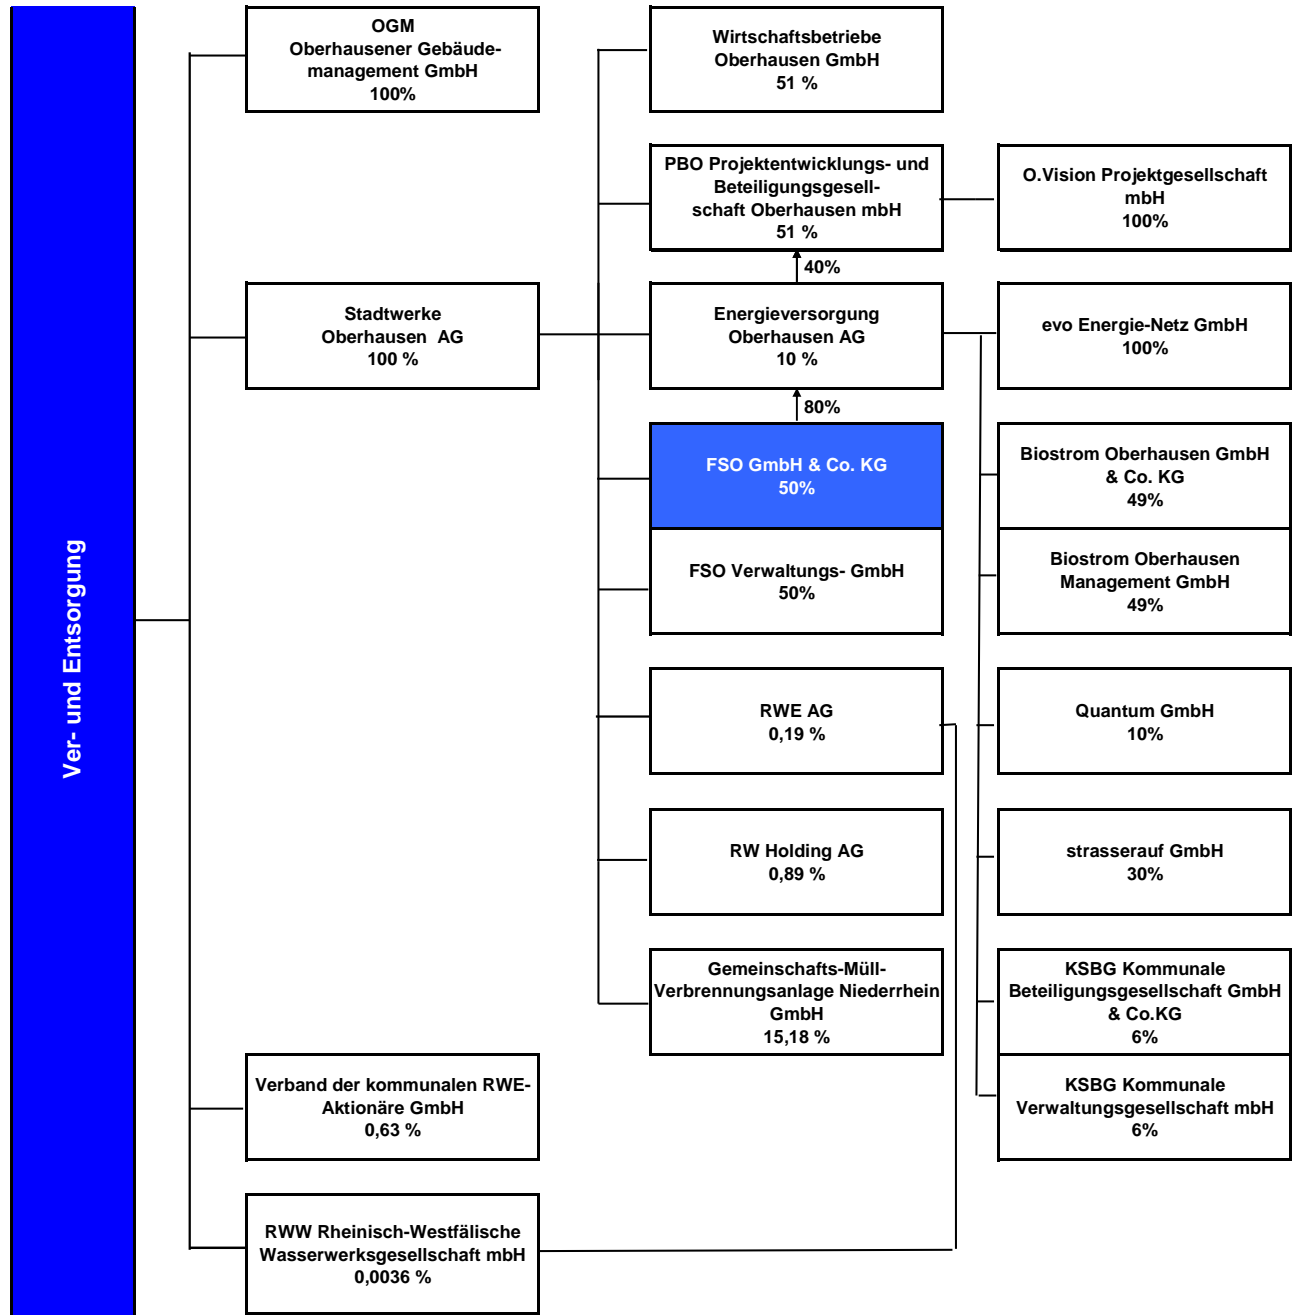 Ver- und Entsorgung
OGM
Oberhausener Gebäude-
management GmbH
100%
Stadtwerke
Oberhausen AG
100 %
Verband der kommunalen RWE-
Aktionäre GmbH
0,63 %
RWW Rheinisch-Westfälische
Wasserwerksgesellschaft mbH
0,0036 %
Wirtschaftsbetriebe
Oberhausen GmbH
51 %
PBO Projektentwicklungs- und
Beteiligungsgesell-
schaft Oberhausen mbH
51 %
40%
Energieversorgung
Oberhausen AG
10 %
80%
FSO GmbH & Co. KG
50%
FSO Verwaltungs- GmbH
50%
RWE AG
0,19 %
RW Holding AG
0,89 %
Gemeinschafts-Müll-
Verbrennungsanlage Niederrhein
GmbH
15,18 %
O.Vision Projektgesellschaft
mbH
100%
evo Energie-Netz GmbH
100%
Biostrom Oberhausen GmbH
& Co. KG
49%
Biostrom Oberhausen
Management GmbH
49%
Quantum GmbH
10%
strasserauf GmbH
30%
KSBG Kommunale
Beteiligungsgesellschaft GmbH
& Co.KG
6%
KSBG Kommunale
Verwaltungsgesellschaft mbH
6%